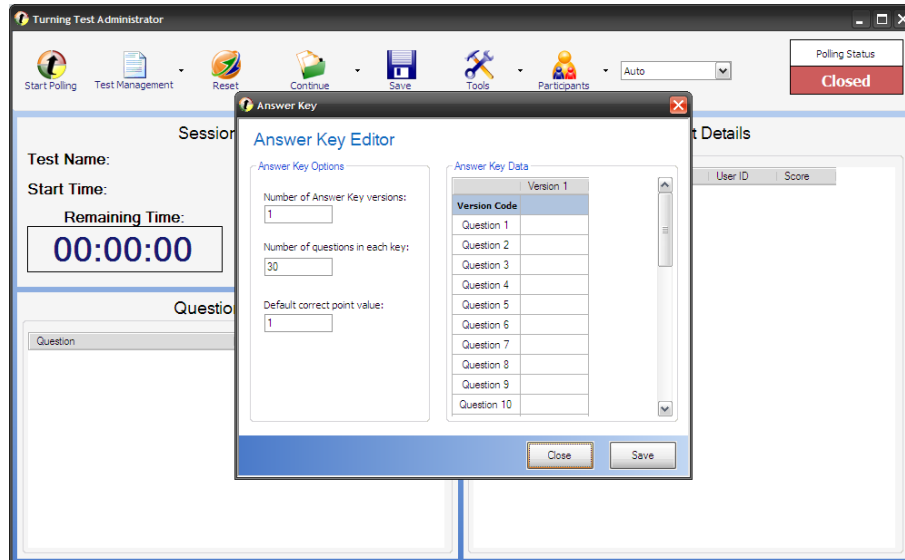 Turning Test Administrator
Start Polling
Test Management
Reset
Continue
Save
Tools
Participants
Auto
Polling Status
Closed
Answer Key
Session
t Details
Test Name:
Start Time:
Remaining Time:
00:00:00
User ID
Score
Question
Question
Answer Key Editor
Answer Key Options
Number of Answer Key versions:
1
Number of questions in each key:
30
Default correct point value:
1
Answer Key Data
Version 1
Version Code
Question 1
Question 2
Question 3
Question 4
Question 5
Question 6
Question 7
Question 8
Question 9
Question 10
Close
Save